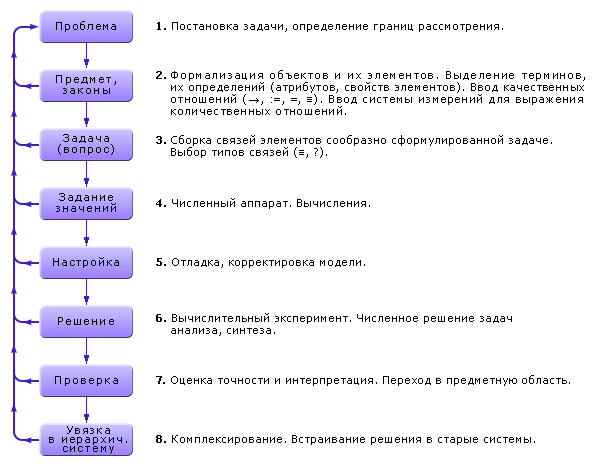 Проблема
1. Постановка задачи, определение границ рассмотрения.
Предмет,
законы
2. Формализация объектов и их элементов. Выделение терминов,
их определений (атрибутов, свойств элементов). Ввод качественных
отношений (→, :=, =, ≡). Ввод системы измерений для выражения
количественных отношений.
Задача
(вопрос)
3. Сборка связей элементов сообразно сформулированной задаче.
Выбор типов связей (≡, ?).
Задание
значений
4. Численный аппарат. Вычисления.
Настройка
5. Отладка, корректировка модели.
Решение
6. Вычислительный эксперимент. Численное решение задач
анализа, синтеза.
Проверка
7. Оценка точности и интерпретация. Переход в предметную область.
Увязка
в иерархич.
систему
8. Комплексирование. Встраивание решения в старые системы.